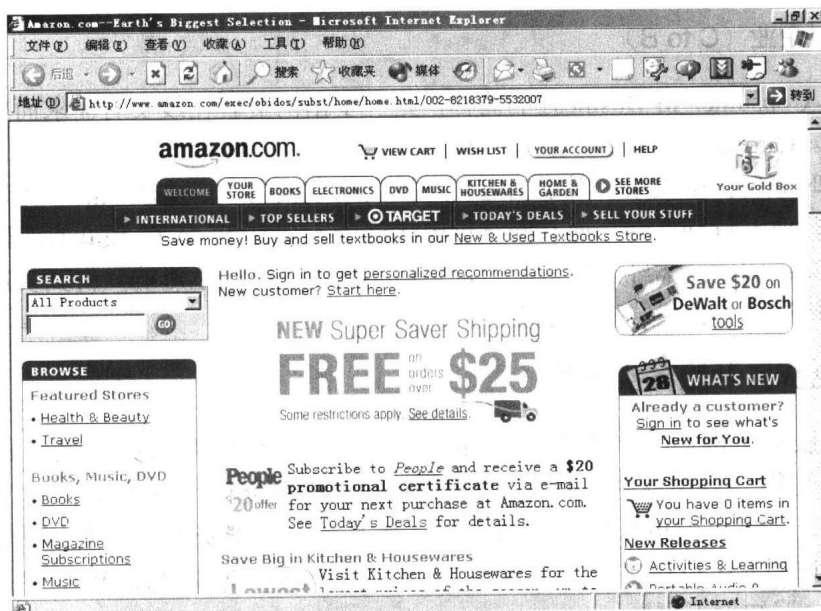 Amazon.com--Earth's Biggest Selection - Microsoft Internet Explorer
文件(F) 编辑(E) 查看(V) 收藏(A) 工具(T) 帮助(H)
后退 搜索 收藏夹 媒体
地址(D) http://www.amazon.com/exec/obidos/subst/home/home.html/002-8218379-5532007 转到
amazon.com.
VIEW CART | WISH LIST | YOUR ACCOUNT | HELP
WELCOME YOUR STORE BOOKS ELECTRONICS DVD MUSIC KITCHEN & HOUSEWARES HOME & GARDEN SEE MORE STORES
Your Gold Box
INTERNATIONAL TOP SELLERS TARGET TODAY'S DEALS SELL YOUR STUFF
Save money! Buy and sell textbooks in our New & Used Textbooks Store.
SEARCH
All Products
GO!
BROWSE
Featured Stores
• Health & Beauty
• Travel
Books, Music, DVD
• Books
• DVD
• Magazine
Subscriptions
• Music
Hello. Sign in to get personalized recommendations.
New customer? Start here.
NEW Super Saver Shipping
FREE on orders over $25
Some restrictions apply. See details.
People
$20 offer
Subscribe to People and receive a $20
promotional certificate via e-mail
for your next purchase at Amazon.com.
See Today's Deals for details.
Save Big in Kitchen & Housewares
Lowest
Visit Kitchen & Housewares for the
Save $20 on
DeWalt or Bosch
tools
28
WHAT'S NEW
Already a customer?
Sign in to see what's
New for You.
Your Shopping Cart
You have 0 items in
your Shopping Cart.
New Releases
Activities & Learning
Internet